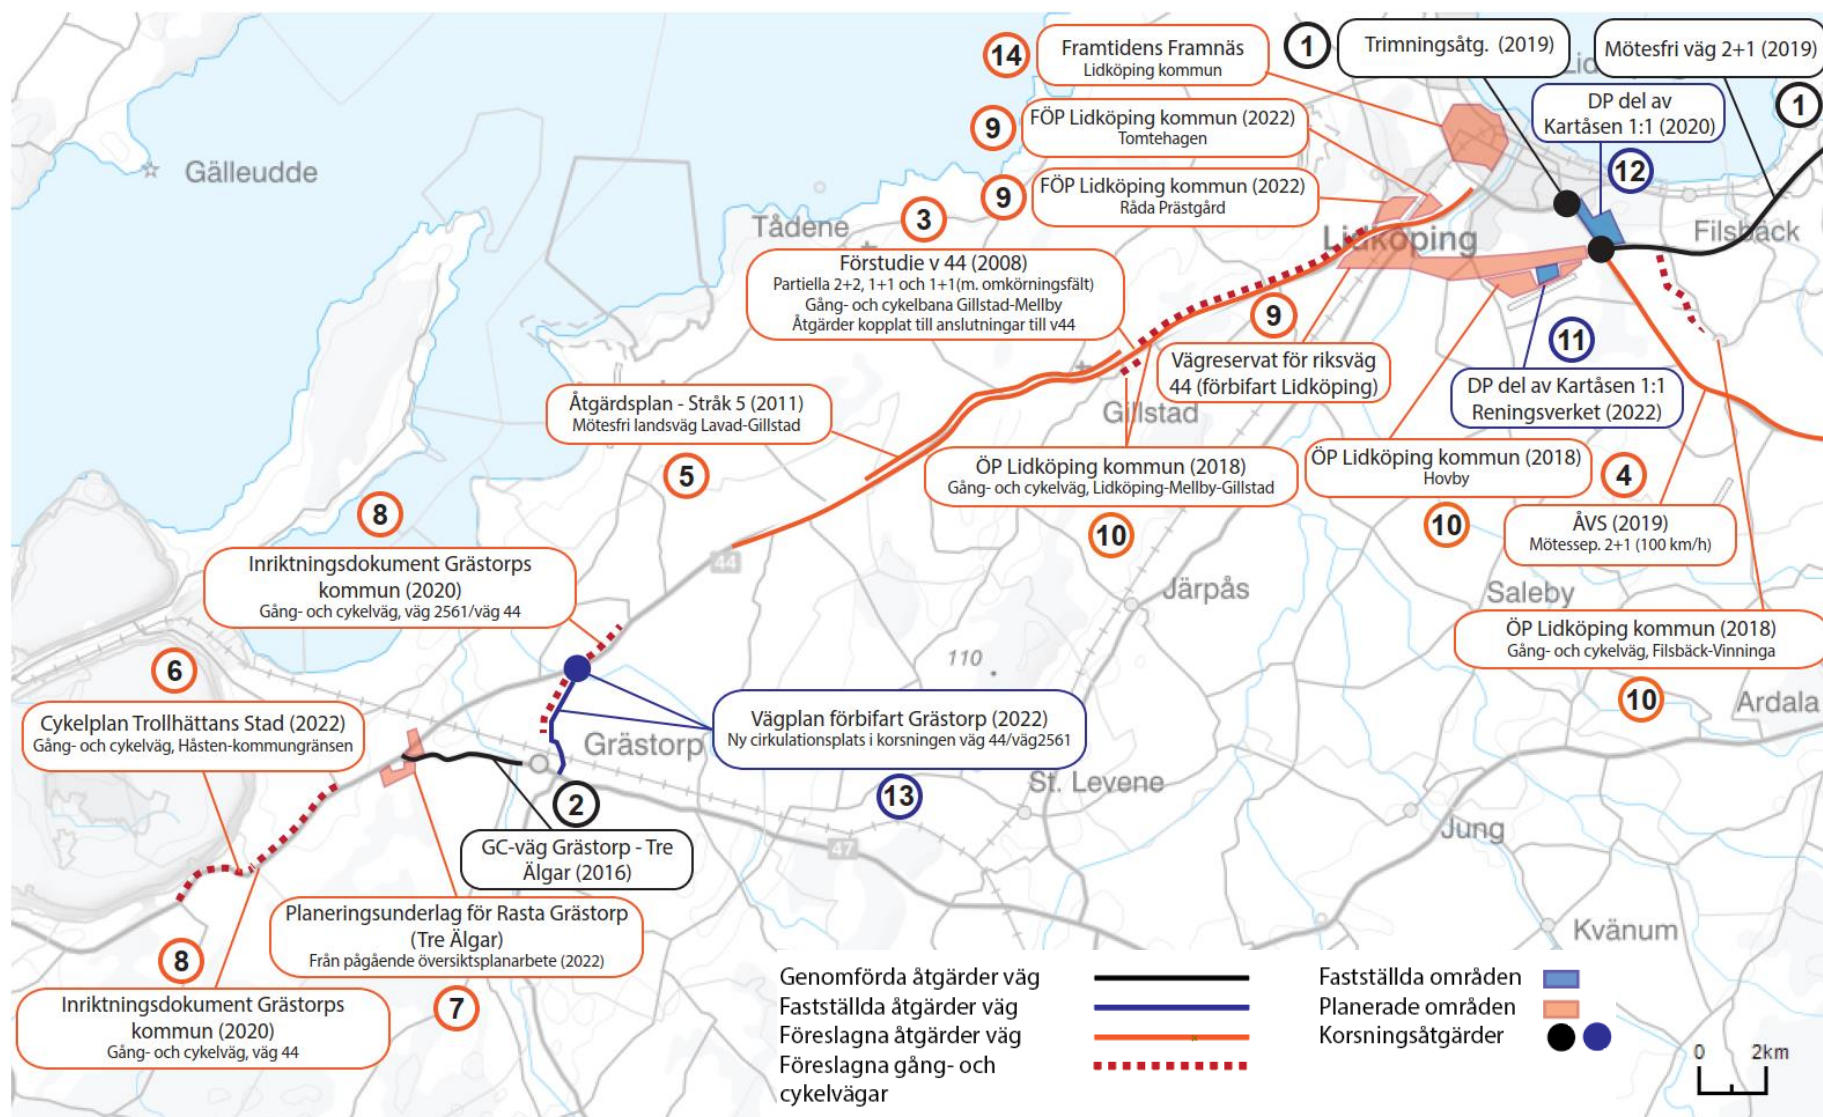 14
Framtidens Framnäs
Lidköping kommun
1
Trimningsåtg. (2019)
Mötesfri väg 2+1 (2019)
1
DP del av
Kartåsen 1:1 (2020)
12
9
FÖP Lidköping kommun (2022)
Tomtehagen
9
FÖP Lidköping kommun (2022)
Råda Prästgård
Gälleudde
Tådene
Lidköping
Filsbäck
3
Förstudie v 44 (2008)
Partiella 2+2, 1+1 och 1+1(m. omkörningsfält)
Gång- och cykelbana Gillstad-Mellby
Åtgärder kopplat till anslutningar till v44
9
Vägreservat för riksväg
44 (förbifart Lidköping)
11
DP del av Kartåsen 1:1
Reningsverket (2022)
Åtgärdsplan - Stråk 5 (2011)
Mötesfri landsväg Lavad-Gillstad
5
Gillstad
ÖP Lidköping kommun (2018)
Gång- och cykelväg, Lidköping-Mellby-Gillstad
10
ÖP Lidköping kommun (2018)
Hovby
10
4
ÅVS (2019)
Mötessep. 2+1 (100 km/h)
8
Inriktningsdokument Grästorps
kommun (2020)
Gång- och cykelväg, väg 2561/väg 44
44
Järpås
Saleby
ÖP Lidköping kommun (2018)
Gång- och cykelväg, Filsbäck-Vinninga
10
Ardala
110
6
Cykelplan Trollhättans Stad (2022)
Gång- och cykelväg, Håsten-kommungränsen
Grästorp
Vägplan förbifart Grästorp (2022)
Ny cirkulationsplats i korsningen väg 44/väg2561
13
St. Levene
2
GC-väg Grästorp - Tre
Älgar (2016)
47
Jung
Kvänum
Planeringsunderlag för Rasta Grästorp
(Tre Älgar)
Från pågående översiktsplanarbete (2022)
7
8
Inriktningsdokument Grästorps
kommun (2020)
Gång- och cykelväg, väg 44
Genomförda åtgärder väg
Fastställda åtgärder väg
Föreslagna åtgärder väg
Föreslagna gång- och
cykelvägar
Fastställda områden
Planerade områden
Korsningsåtgärder
0 2km